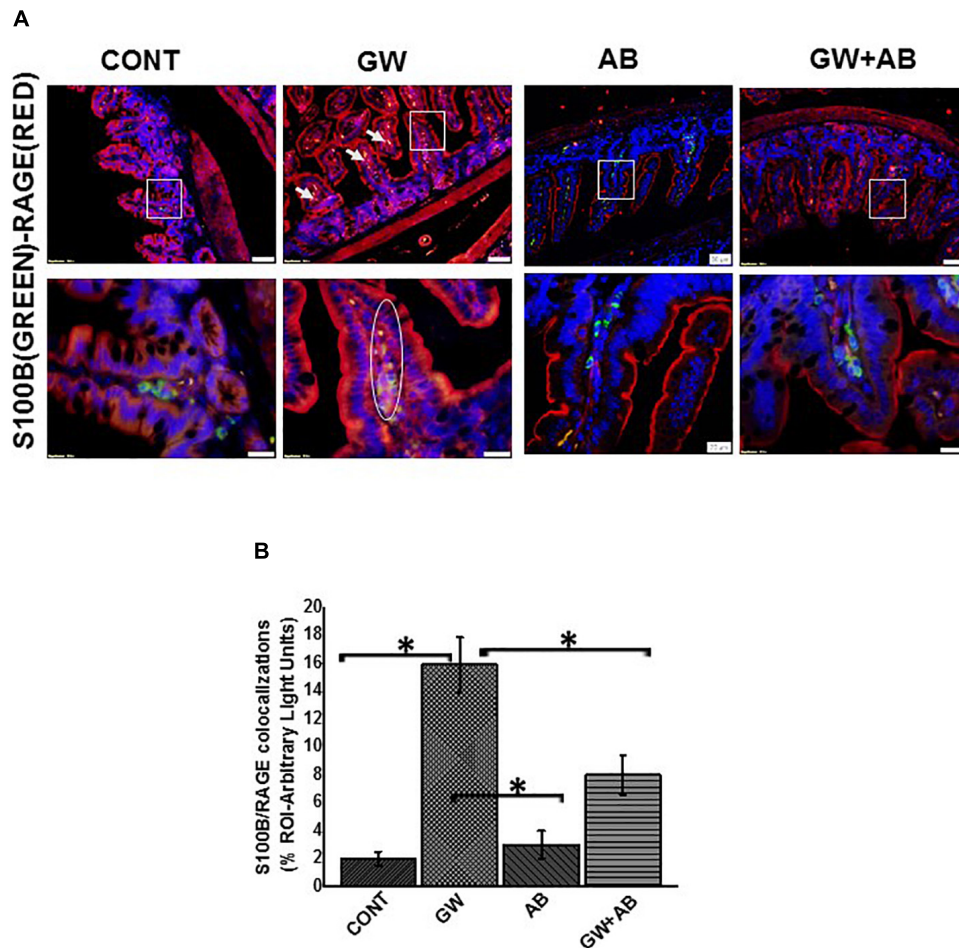 A
CONT
GW
AB
GW+AB
S100B(GREEN)-RAGE(RED)
B
S100B/RAGE colocalizations
(% ROI-Arbitrary Light Units)
20
18
16
14
12
10
8
6
4
2
0
*
*
*
CONT
GW
AB
GW+AB